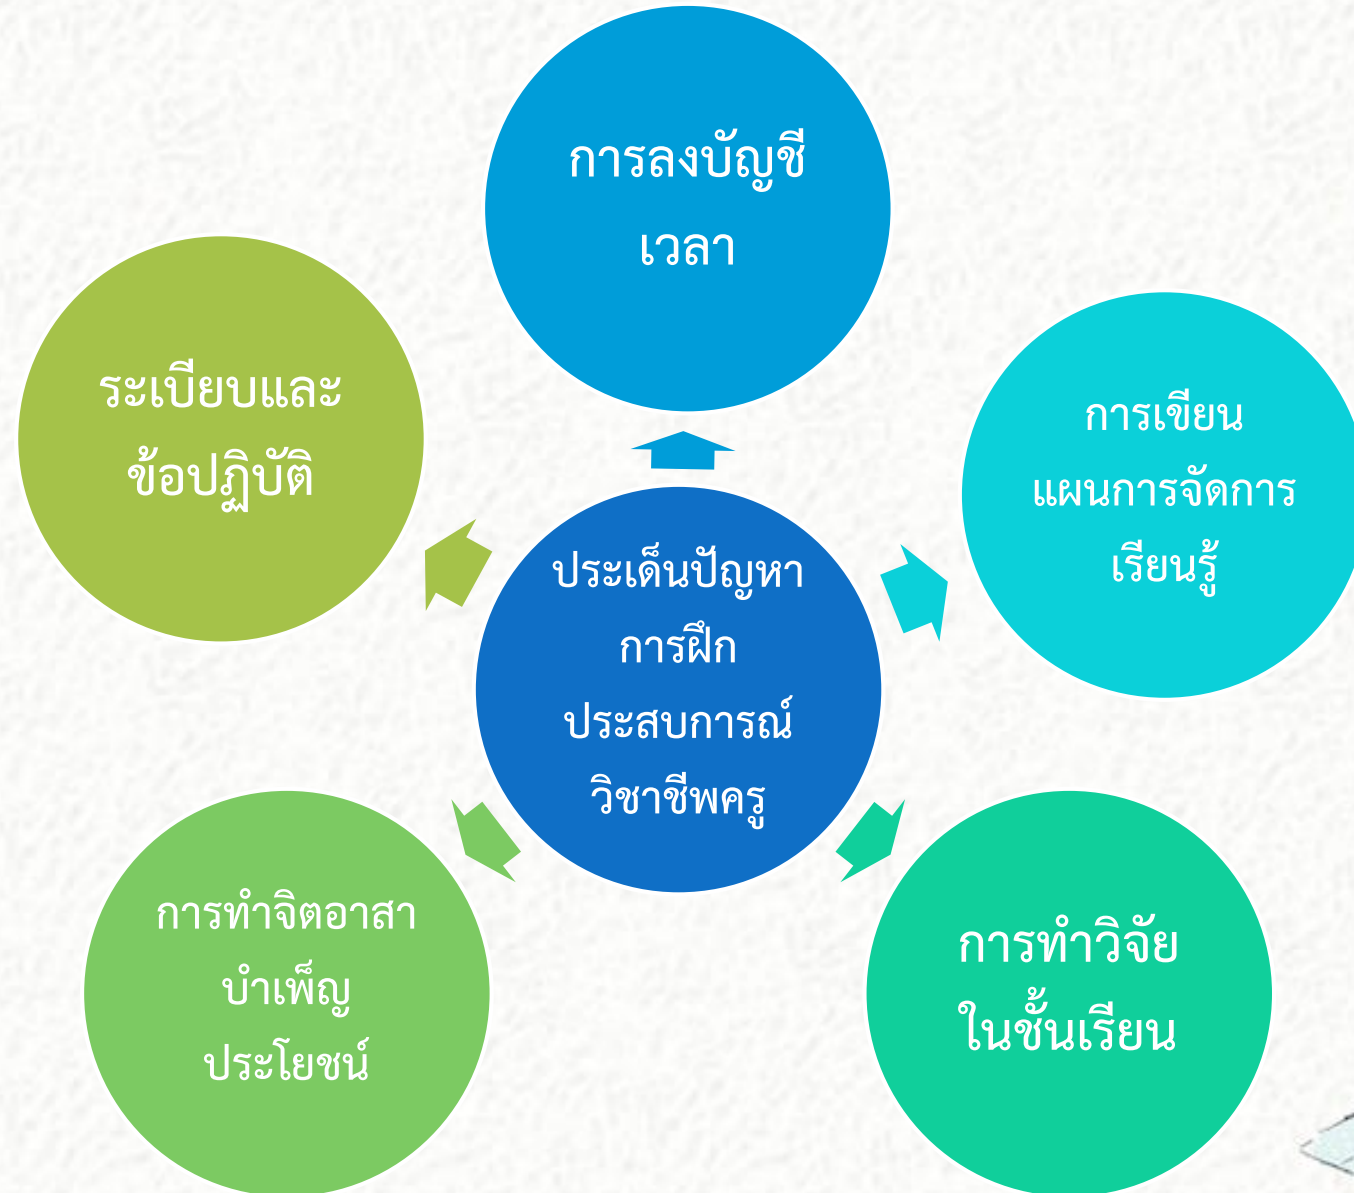 การลงบัญชี
เวลา
ระเบียบและ
ข้อปฏิบัติ
การเขียน
แผนการจัดการ
เรียนรู้
ประเด็นปัญหา
การฝึก
ประสบการณ์
วิชาชีพครู
การทำจิตอาสา
บำเพ็ญ
ประโยชน์
การทำวิจัย
ในชั้นเรียน